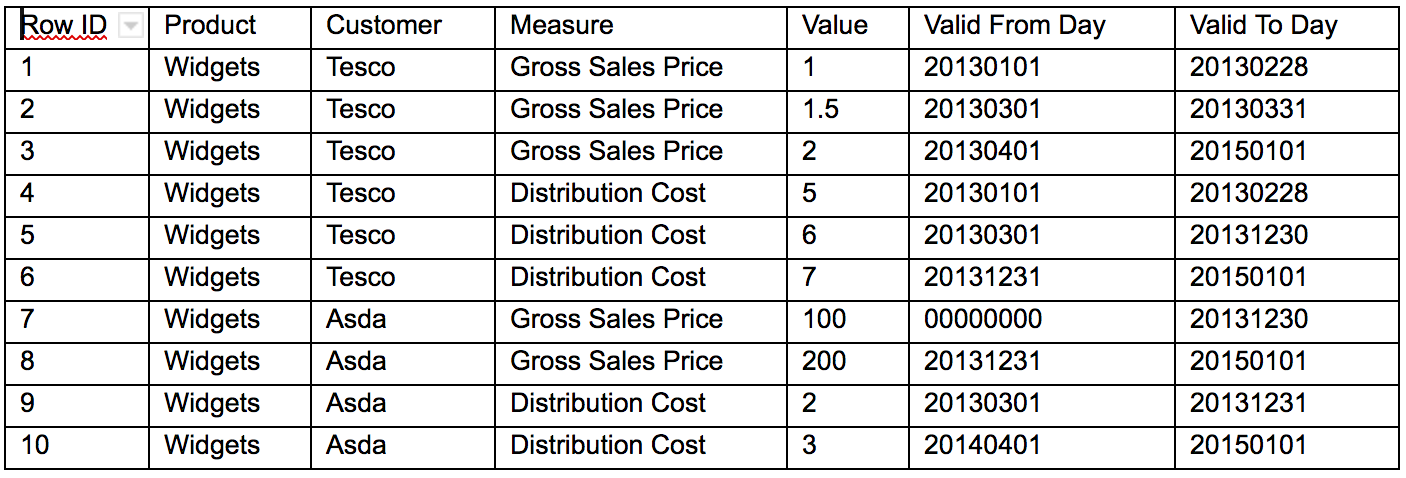 Row ID Product Customer Measure Value Valid From Day Valid To Day
1 Widgets Tesco Gross Sales Price 1 20130101 20130228
2 Widgets Tesco Gross Sales Price 1.5 20130301 20130331
3 Widgets Tesco Gross Sales Price 2 20130401 20150101
4 Widgets Tesco Distribution Cost 5 20130101 20130228
5 Widgets Tesco Distribution Cost 6 20130301 20131230
6 Widgets Tesco Distribution Cost 7 20131231 20150101
7 Widgets Asda Gross Sales Price 100 00000000 20131230
8 Widgets Asda Gross Sales Price 200 20131231 20150101
9 Widgets Asda Distribution Cost 2 20130301 20131231
10 Widgets Asda Distribution Cost 3 20140401 20150101